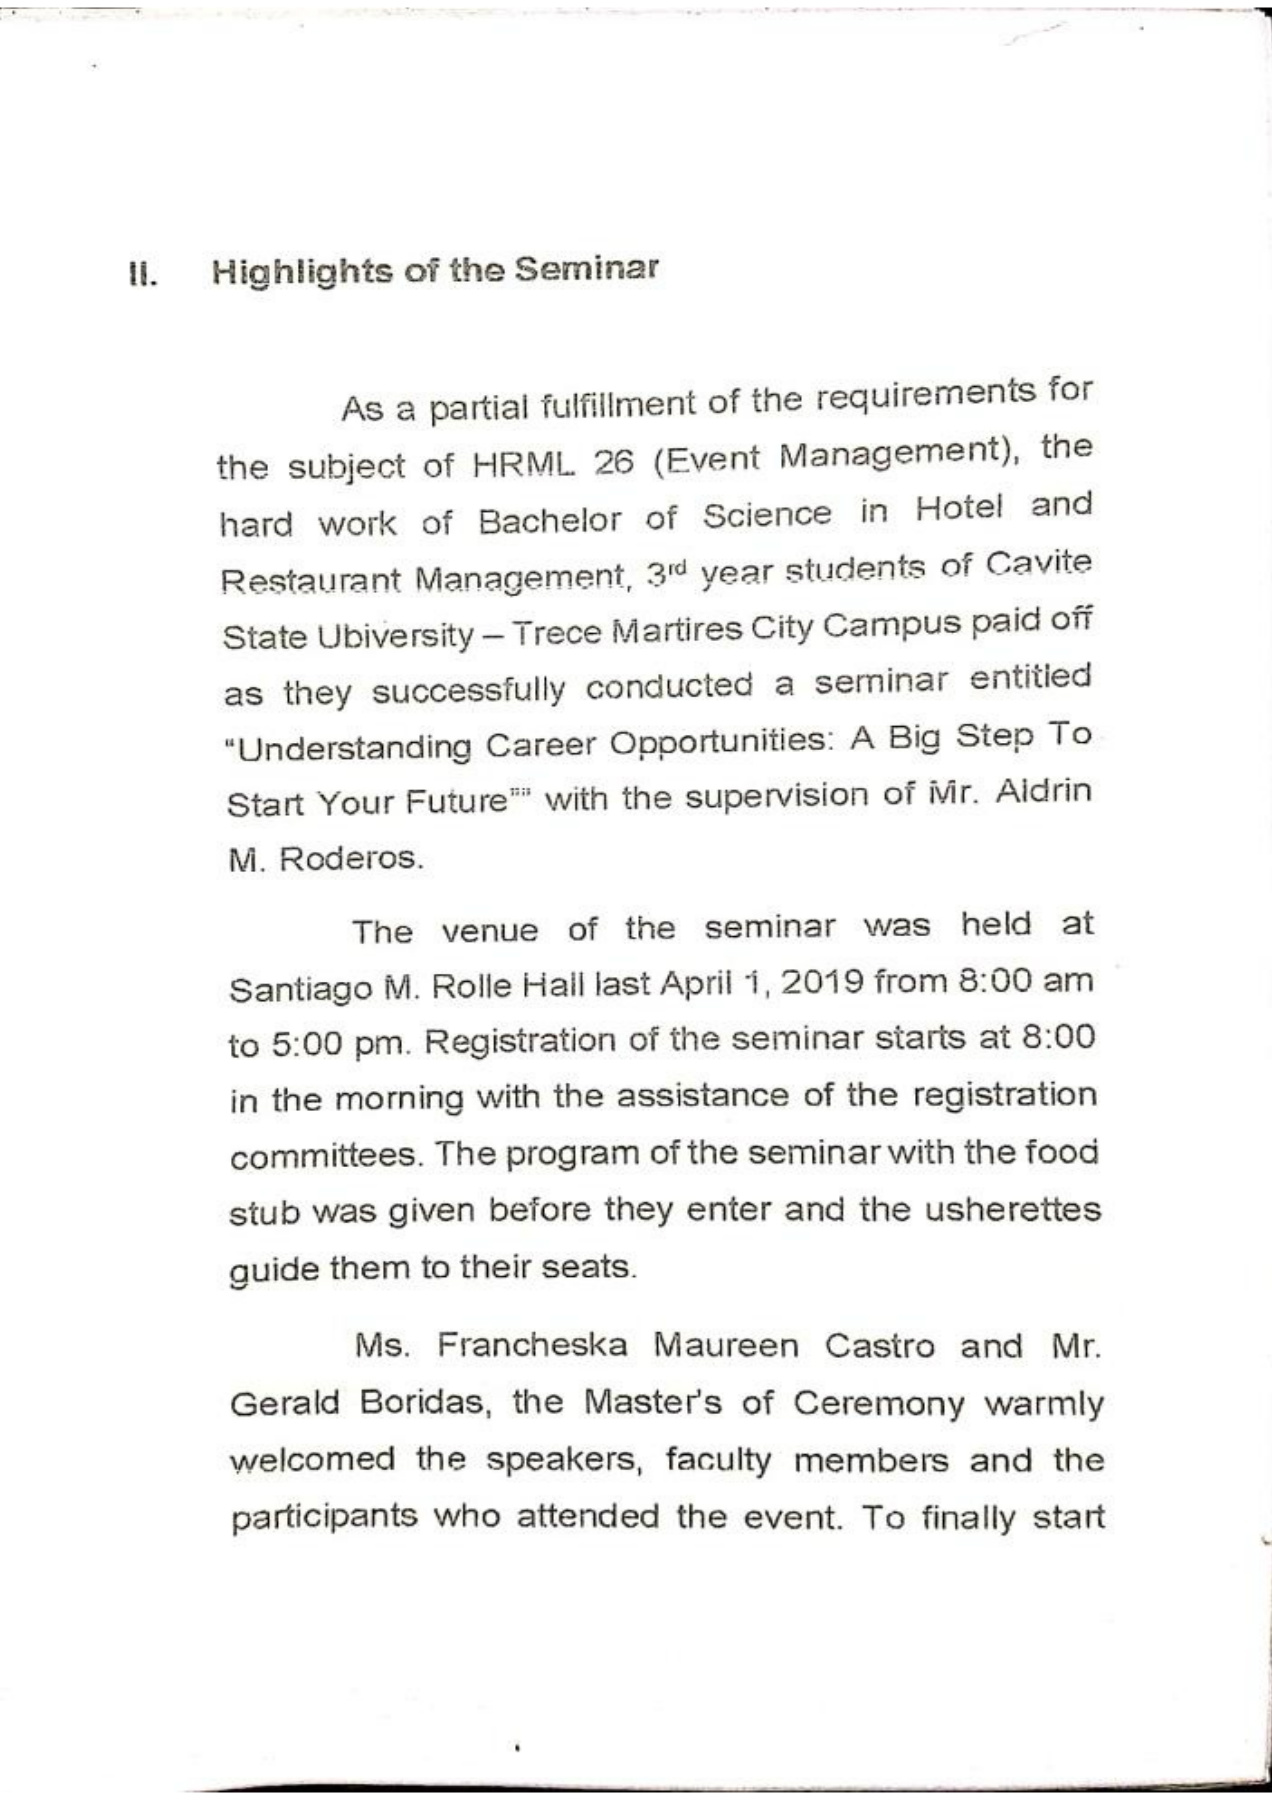 II. Highlights of the Seminar
As a partial fulfillment of the requirements for
the subject of HRML 26 (Event Management), the
hard work of Bachelor of Science in Hotel and
Restaurant Management, 3rd year students of Cavite
State Ubiversity – Trece Martires City Campus paid off
as they successfully conducted a seminar entitled
“Understanding Career Opportunities: A Big Step To
Start Your Future”” with the supervision of Mr. Aldrin
M. Roderos.
The venue of the seminar was held at
Santiago M. Rolle Hall last April 1, 2019 from 8:00 am
to 5:00 pm. Registration of the seminar starts at 8:00
in the morning with the assistance of the registration
committees. The program of the seminar with the food
stub was given before they enter and the usherettes
guide them to their seats.
Ms. Francheska Maureen Castro and Mr.
Gerald Boridas, the Master's of Ceremony warmly
welcomed the speakers, faculty members and the
participants who attended the event. To finally start